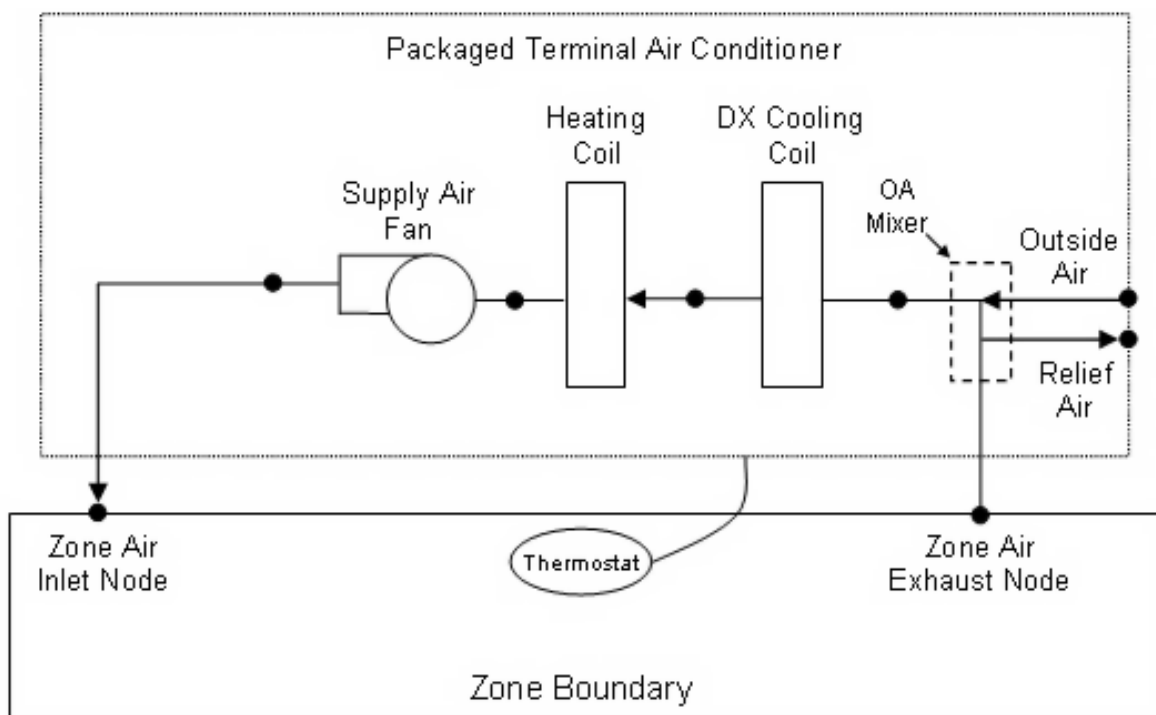 Packaged Terminal Air Conditioner
Heating
Coil
DX Cooling
Coil
Supply Air
Fan
OA
Mixer
Outside
Air
Relief
Air
Zone Air
Inlet Node
Thermostat
Zone Air
Exhaust Node
Zone Boundary